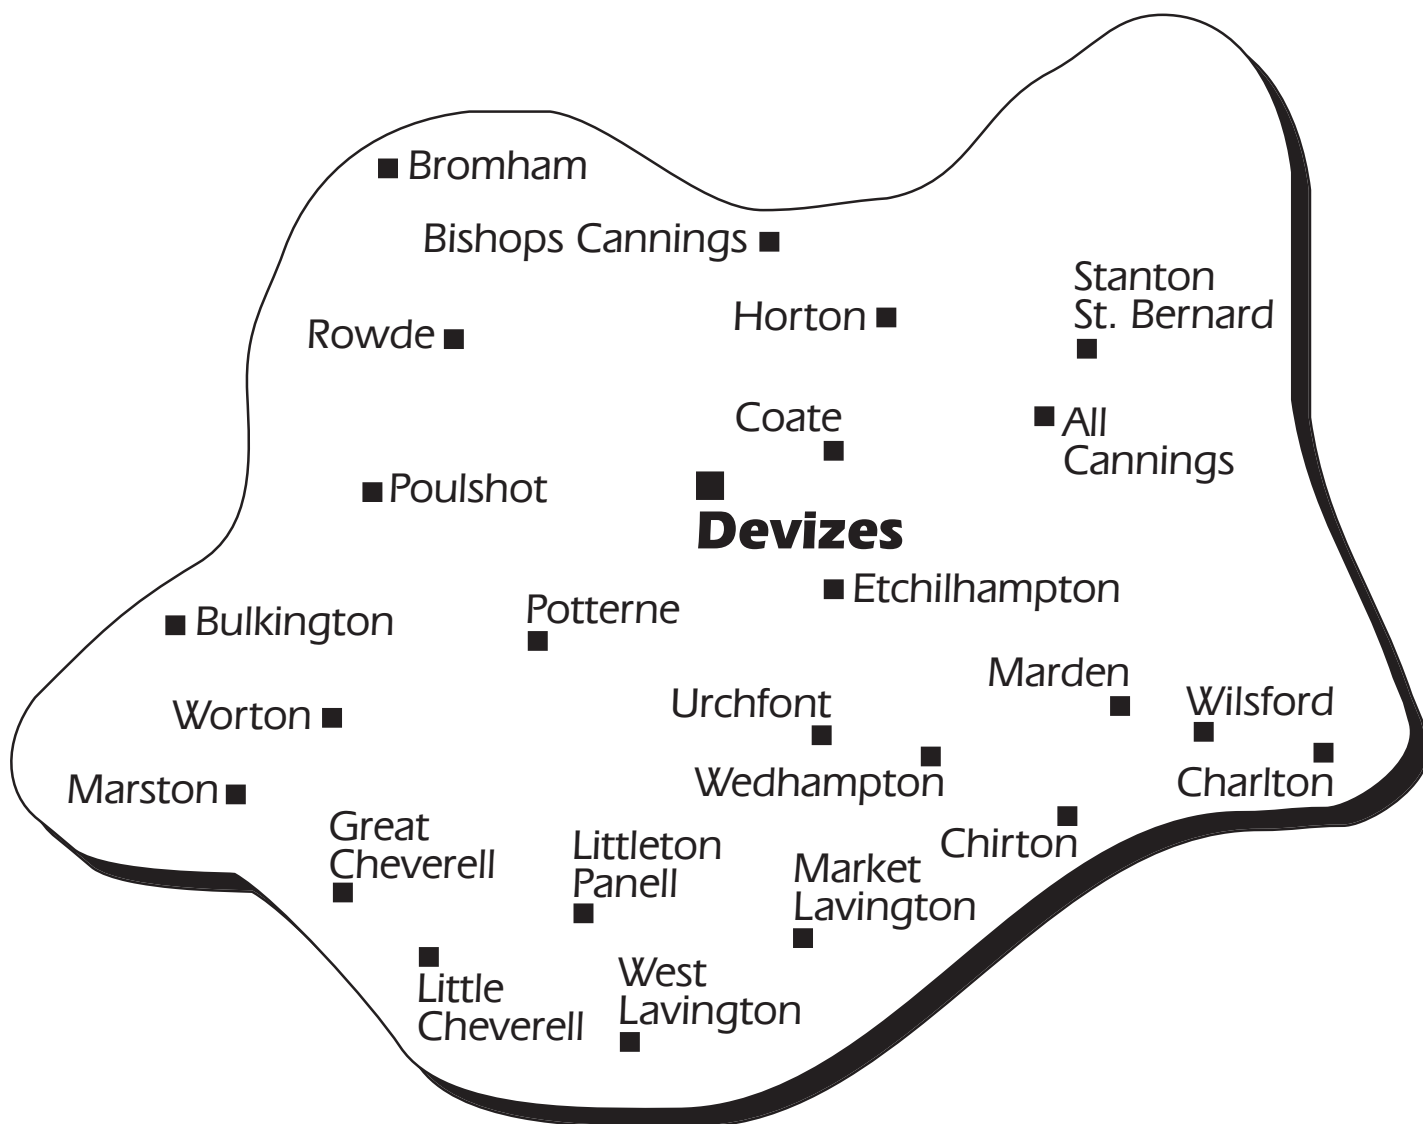 Bromham
Bishops Cannings
Stanton
St. Bernard
Horton
Rowde
Coate
All
Cannings
Poulshot
Devizes
Etchilhampton
Potterne
Bulkington
Marden
Urchfont
Wilsford
Worton
Wedhampton
Charlton
Marston
Great
Cheverell
Littleton
Panell
Chirton
Market
Lavington
West
Lavington
Little
Cheverell